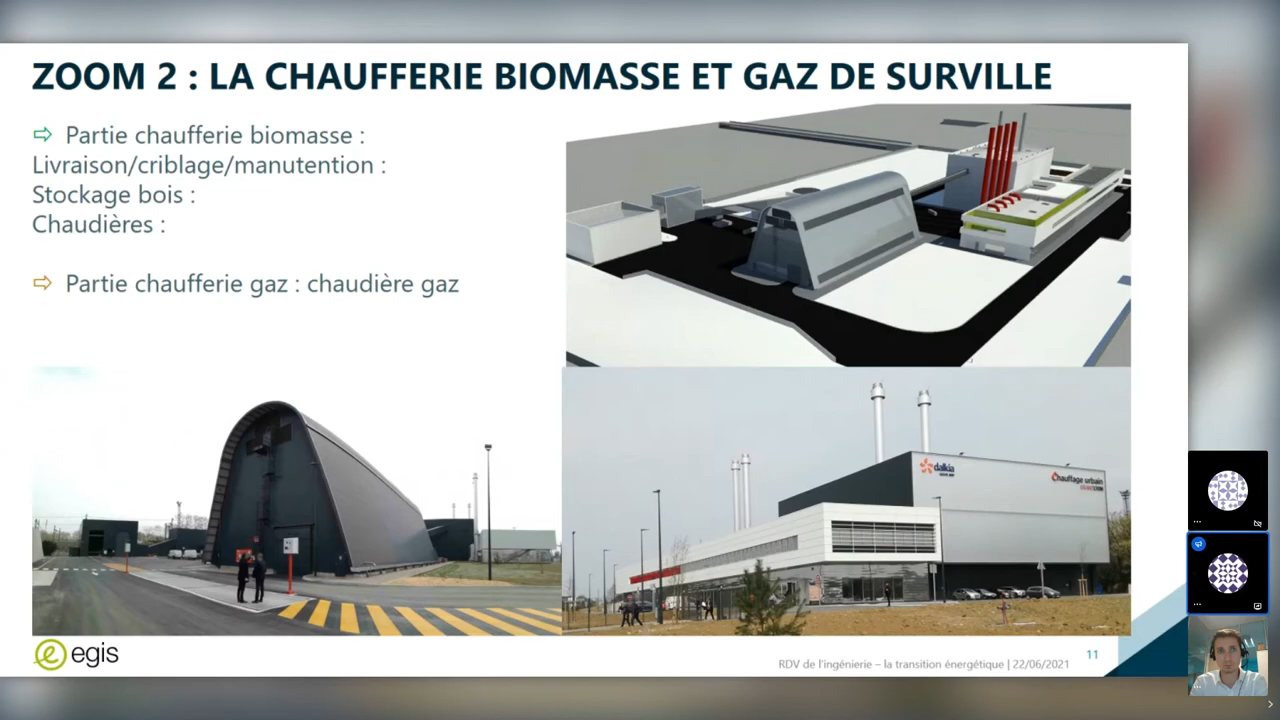 ZOOM 2 : LA CHAUFFERIE BIOMASSE ET GAZ DE SURVILLE
⇨ Partie chaufferie biomasse :
Livraison/criblage/manutention :
Stockage bois :
Chaudières :
⇨ Partie chaufferie gaz : chaudière gaz
dalkia
Chauffage urbain
egis
RDV de l'ingénierie – la transition énergétique | 22/06/2021
11